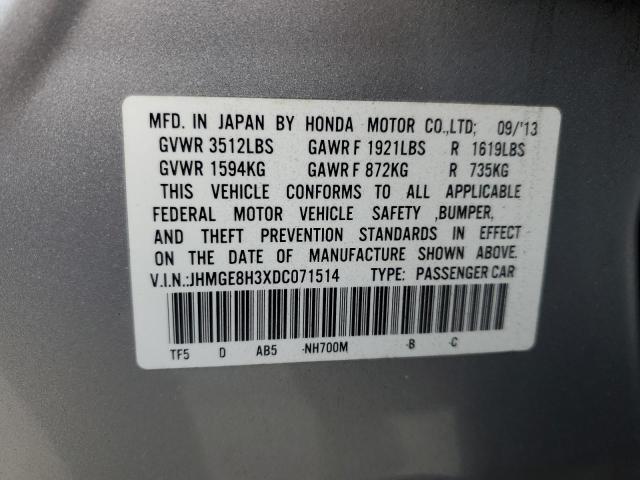 MFD. IN JAPAN BY HONDA MOTOR CO.,LTD; 09/'13
GVWR 3512LBS GAWR F 1921LBS R 1619LBS
GVWR 1594KG GAWR F 872KG R 735KG
THIS VEHICLE CONFORMS TO ALL APPLICABLE
FEDERAL MOTOR VEHICLE SAFETY ,BUMPER,
AND THEFT PREVENTION STANDARDS IN EFFECT
ON THE DATE OF MANUFACTURE SHOWN ABOVE.
V.I.N.:JHMGE8H3XDC071514 TYPE: PASSENGER CAR
TF5 D AB5 -NH700M -B -C